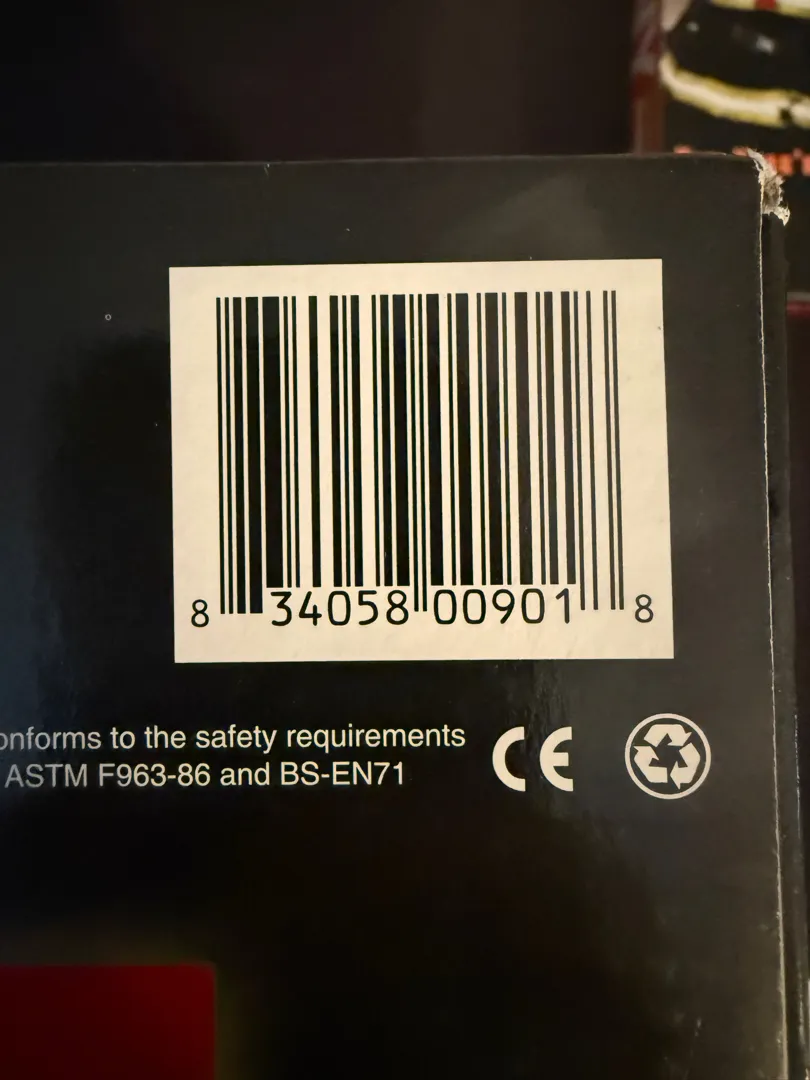 8 34058 00901 8
onforms to the safety requirements
ASTM F963-86 and BS-EN71
CE